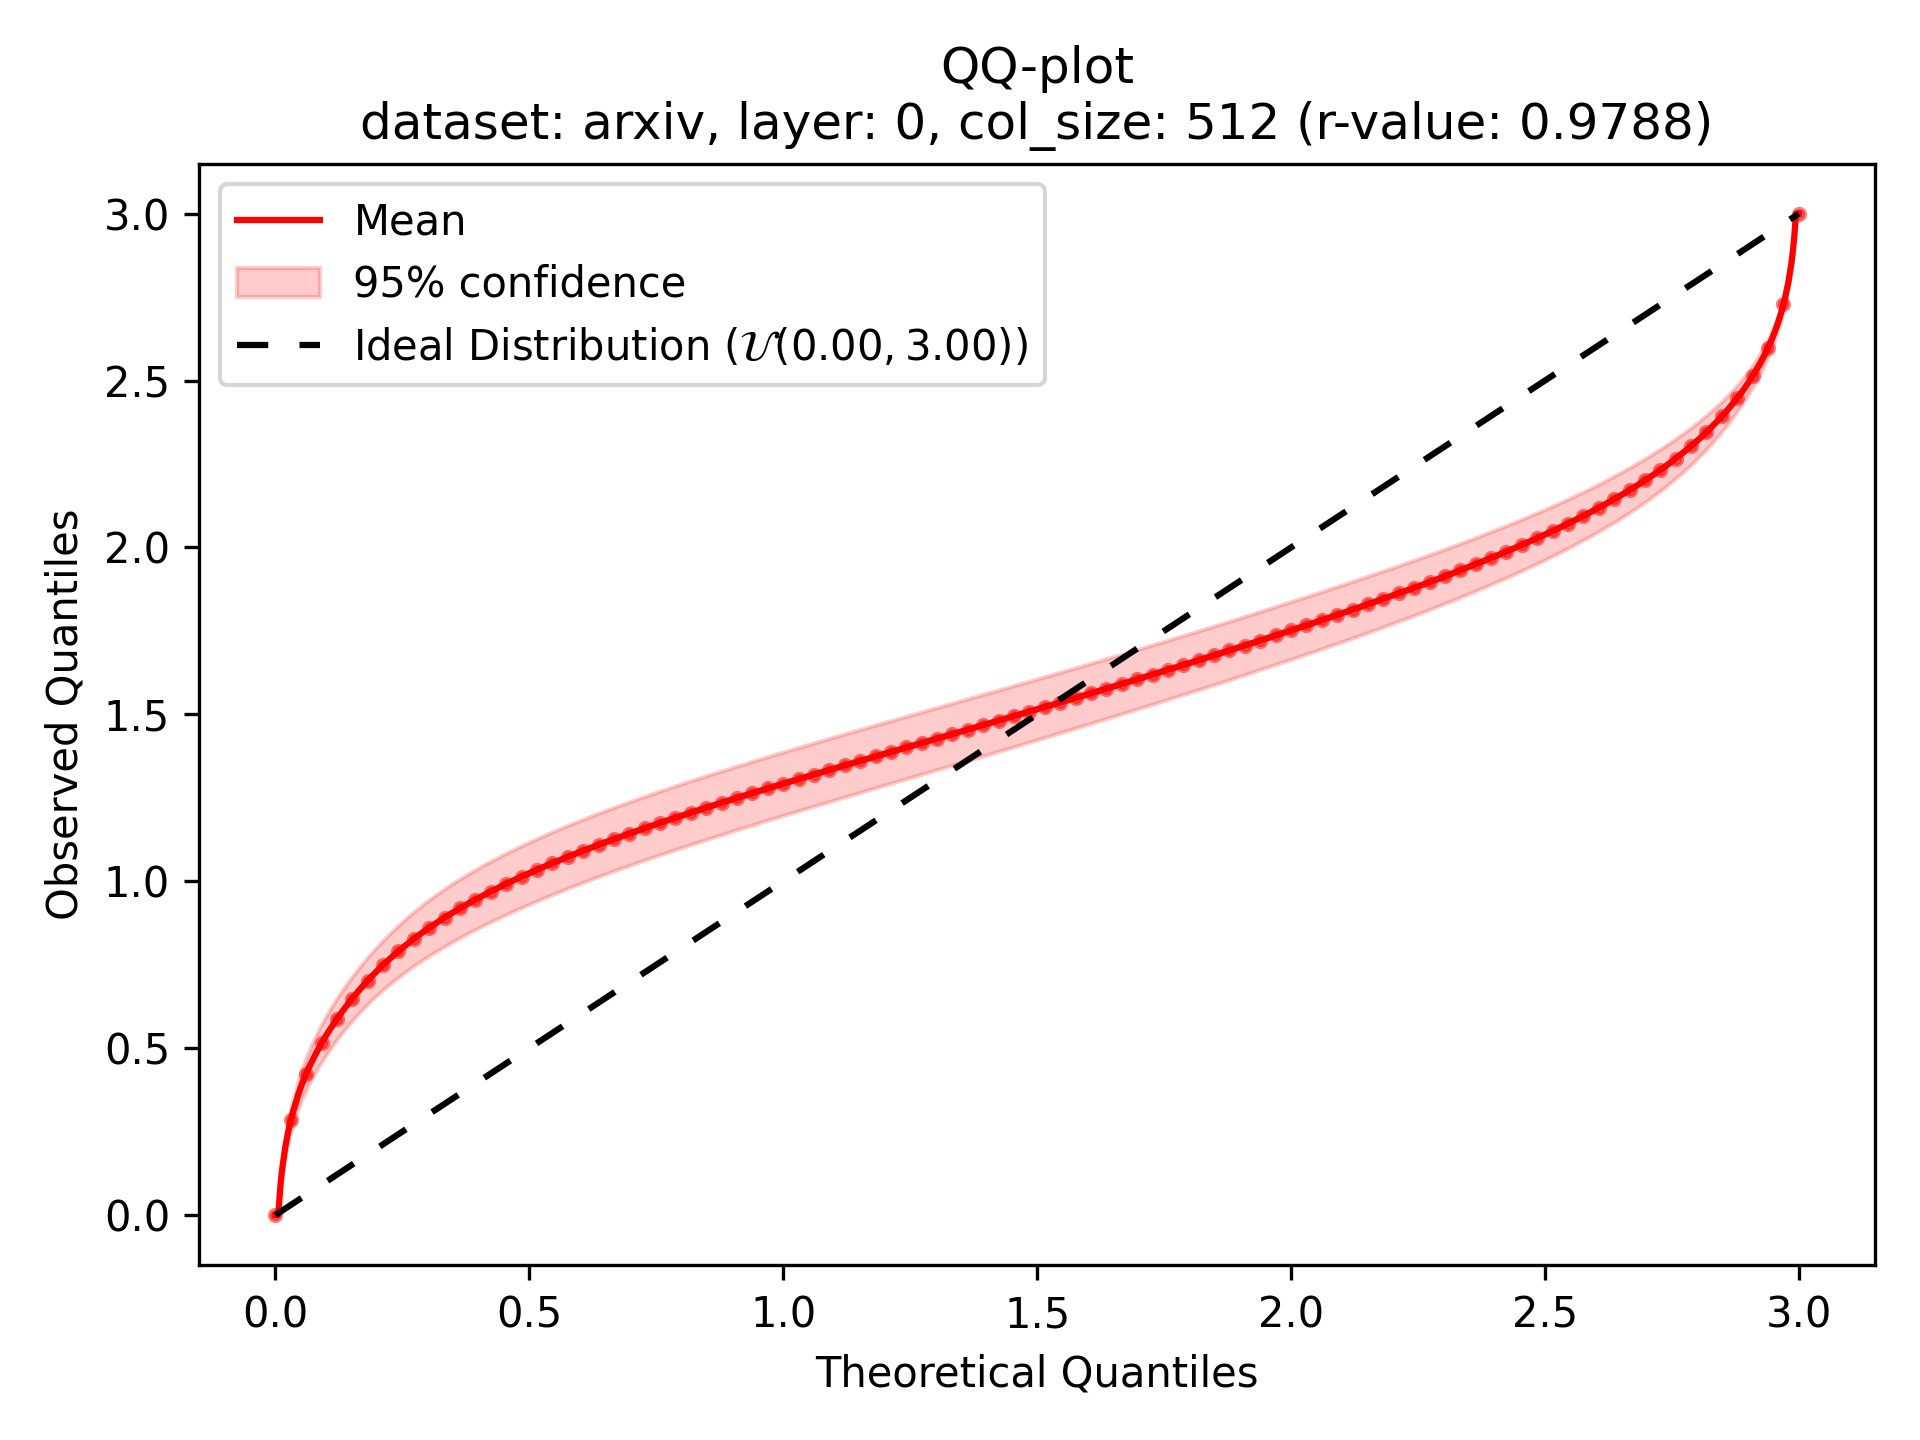 QQ-plot
dataset: arxiv, layer: 0, col_size: 512 (r-value: 0.9788)
Mean
95% confidence
Ideal Distribution (𝒰(0.00, 3.00))
3.0
2.5
2.0
1.5
1.0
0.5
0.0
Observed Quantiles
0.0 0.5 1.0 1.5 2.0 2.5 3.0
Theoretical Quantiles